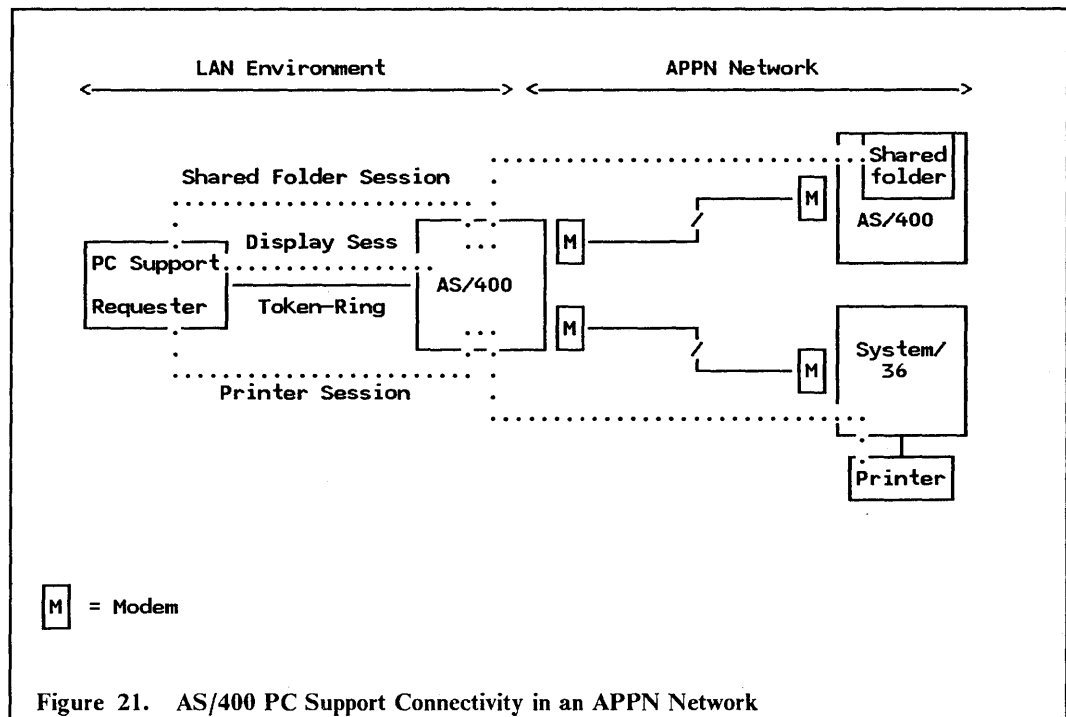 LAN Environment
APPN Network
Shared
folder
AS/400
Shared Folder Session
M
M
Display Sess
PC Support
Requester
AS/400
Token-Ring
M
M
System/
36
Printer Session
Printer
M = Modem
Figure 21. AS/400 PC Support Connectivity in an APPN Network